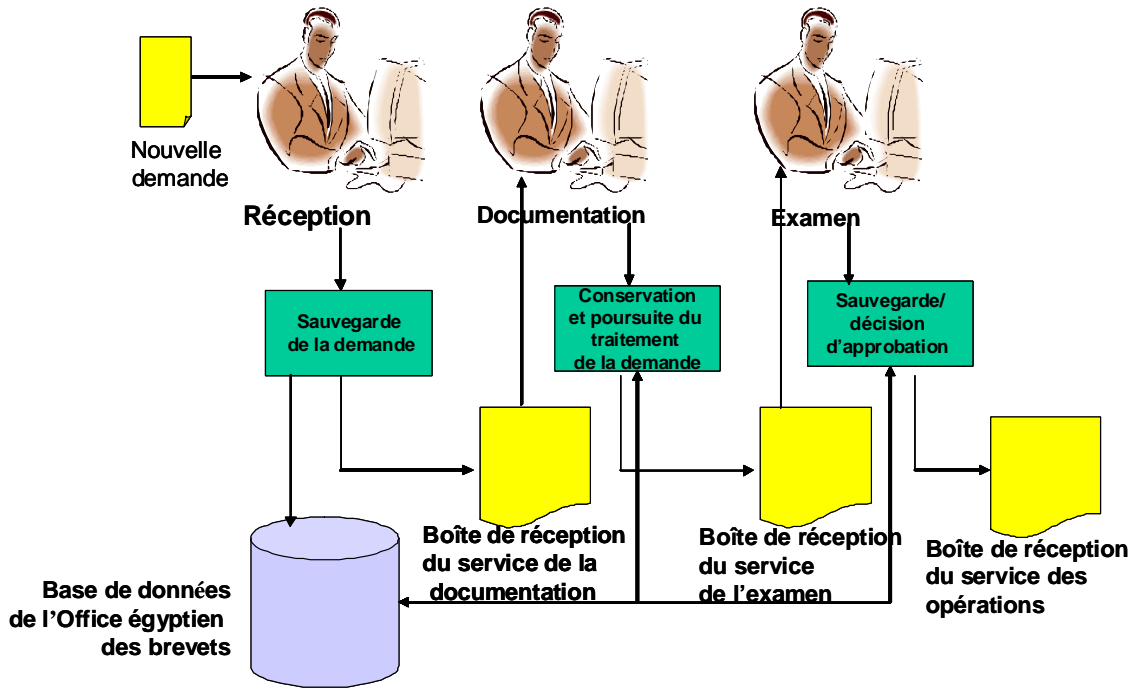 Nouvelle
demande
Réception
Documentation
Examen
Sauvegarde
de la demande
Conservation
et poursuite du
traitement
de la demande
Sauvegarde/
décision
d’approbation
Boîte de réception
du service de la
documentation
Boîte de réception
du service
de l’examen
Boîte de réception
du service des
opérations
Base de données
de l’Office égyptien
des brevets